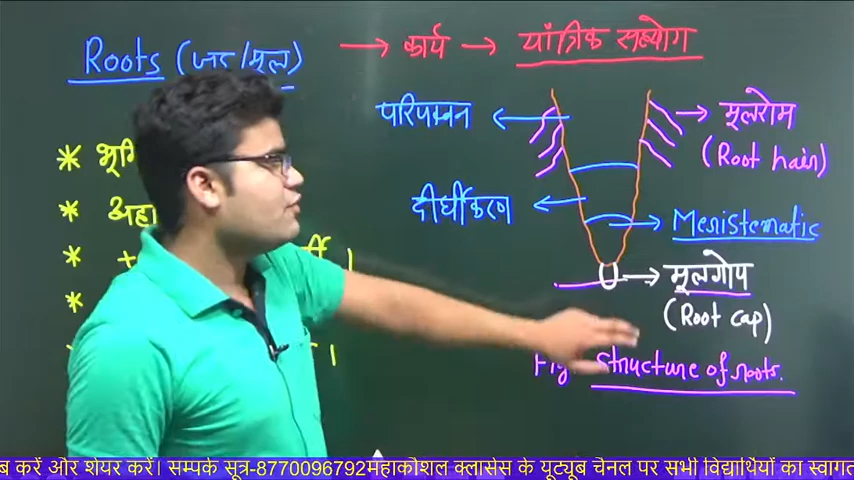 Roots (जड़/मूल) → कार्य → यांत्रिक सहयोग
परिपक्वन
मूलरोम
(Root hair)
दीर्घीकरण
Meristematic
मूलगोप
(Root cap)
structure of roots.
ब करें और शेयर करें। सम्पर्क सूत्र-8770096792महाकौशल क्लासेस के यूट्यूब चैनल पर सभी विद्यार्थियों का स्वागत